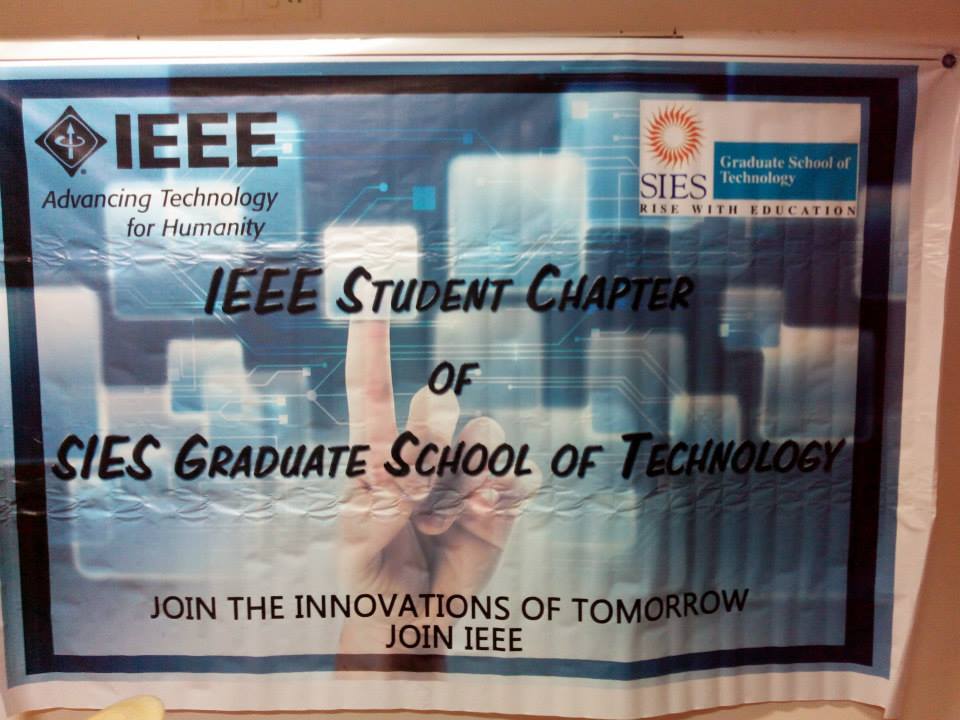 IEEE
Advancing Technology
for Humanity
SIES
Graduate School of
Technology
RISE WITH EDUCATION
IEEE STUDENT CHAPTER
OF
SIES GRADUATE SCHOOL OF TECHNOLOGY
JOIN THE INNOVATIONS OF TOMORROW
JOIN IEEE